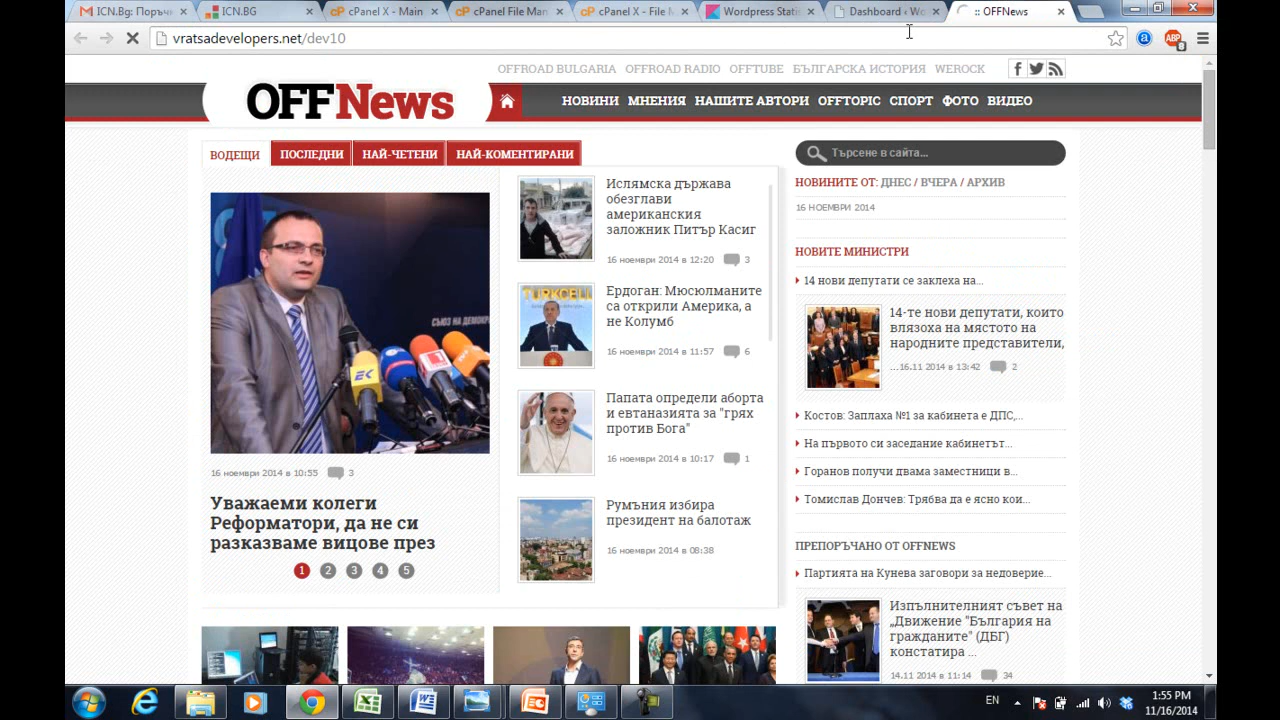 ICN.Bg: Поръчк
ICN.BG
cPanel X - Main
cPanel File Man
cPanel X - File M
Wordpress Stati
Dashboard ‹ Wo
:: OFFNews
vratsadevelopers.net/dev10
OFFROAD BULGARIA OFFROAD RADIO OFFTUBE БЪЛГАРСКА ИСТОРИЯ WEROCK
OFFNews
НОВИНИ МНЕНИЯ НАШИТЕ АВТОРИ OFFTOPIC СПОРТ ФОТО ВИДЕО
ВОДЕЩИ ПОСЛЕДНИ НАЙ-ЧЕТЕНИ НАЙ-КОМЕНТИРАНИ
СЪЮЗ НА ДЕМОКР
16 ноември 2014 в 10:55 3
Уважаеми колеги
Реформатори, да не си
разказваме вицове през
1 2 3 4 5
Ислямска държава
обезглави
американския
заложник Питър Касиг
16 ноември 2014 в 12:20 3
TURKCELL
Ердоган: Мюсюлманите
са открили Америка, а
не Колумб
16 ноември 2014 в 11:57 6
Папата определи аборта
и евтаназията за "грях
против Бога"
16 ноември 2014 в 10:17 1
Румъния избира
президент на балотаж
16 ноември 2014 в 08:38
Търсене в сайта...
НОВИНИТЕ ОТ: ДНЕС / ВЧЕРА / АРХИВ
16 НОЕМВРИ 2014
НОВИТЕ МИНИСТРИ
14 нови депутати се заклеха на...
14-те нови депутати, които
влязоха на мястото на
народните представители,
...16.11 2014 в 13:42 2
Костов: Заплаха №1 за кабинета е ДПС,...
На първото си заседание кабинетът...
Горанов получи двама заместници в...
Томислав Дончев: Трябва да е ясно кои...
ПРЕПОРЪЧАНО ОТ OFFNEWS
Партията на Кунева заговори за недоверие...
Изпълнителният съвет на
„Движение "България на
гражданите" (ДБГ)
констатира ...
14.11 2014 в 11:14 34
EN
1:55 PM
11/16/2014